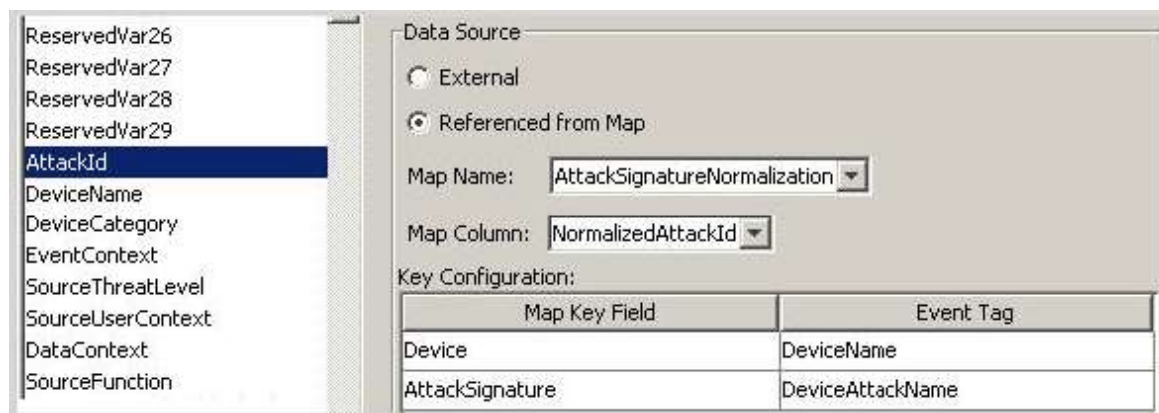 ReservedVar26
ReservedVar27
ReservedVar28
ReservedVar29
AttackId
DeviceName
DeviceCategory
EventContext
SourceThreatLevel
SourceUserContext
DataContext
SourceFunction
Data Source
External
Referenced from Map
Map Name: AttackSignatureNormalization
Map Column: NormalizedAttackId
Key Configuration:
Map Key Field Event Tag
Device DeviceName
AttackSignature DeviceAttackName